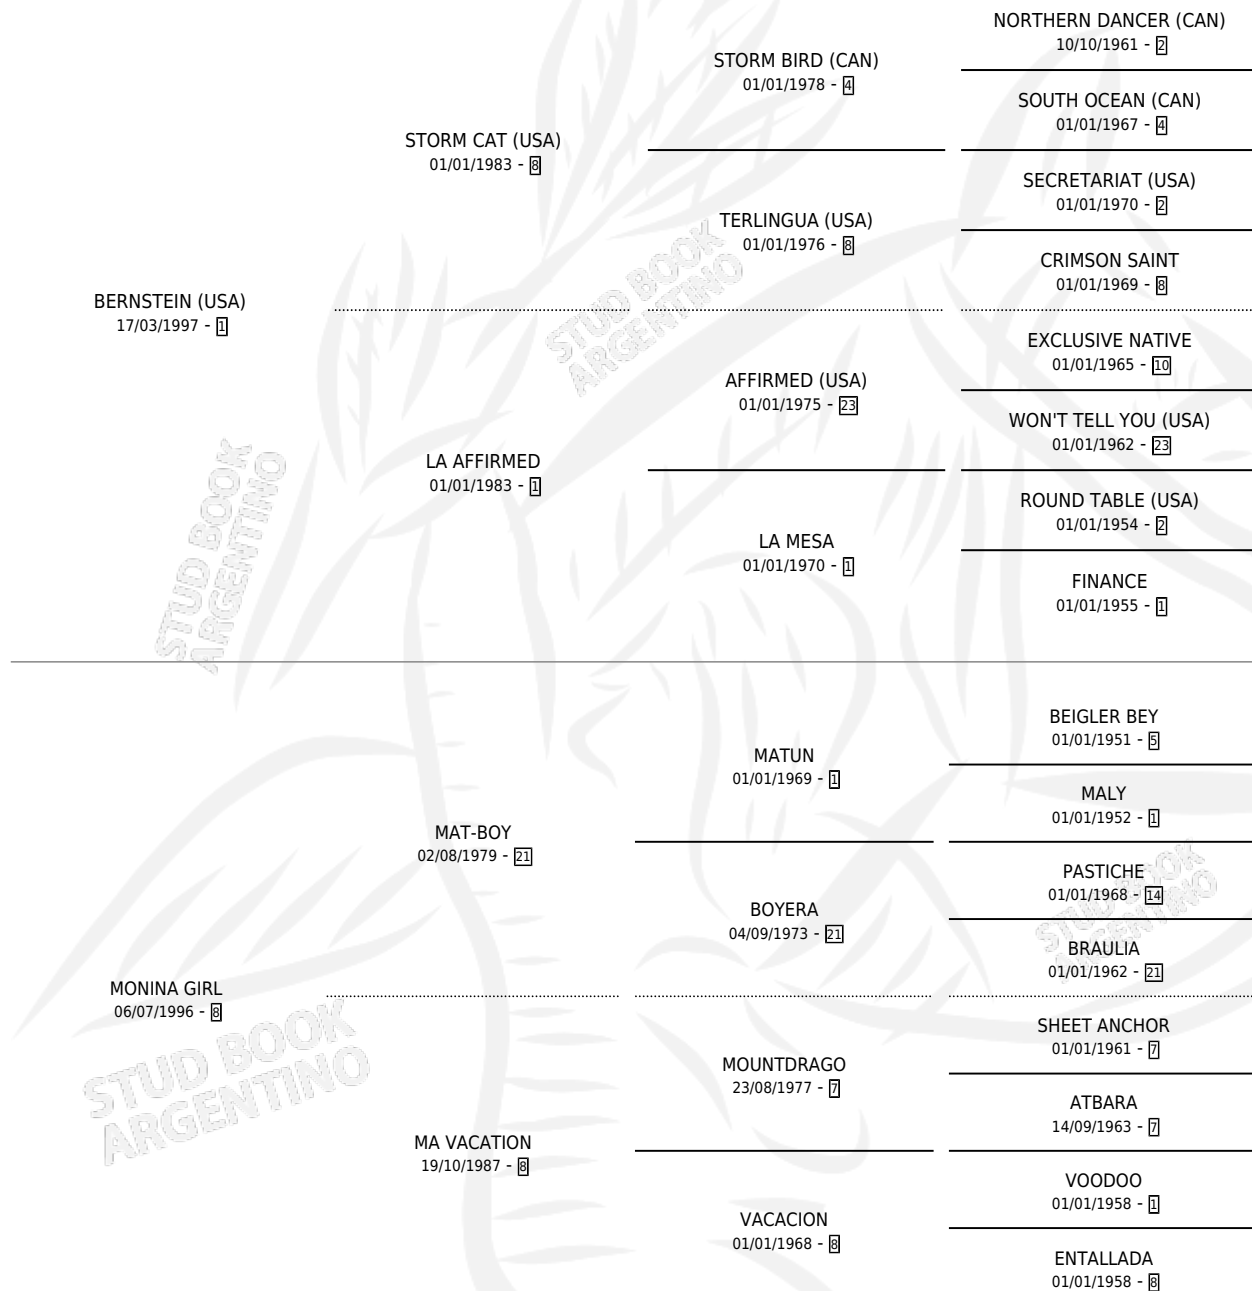 NORTHERN DANCER (CAN)
10/10/1961 - 2
STORM BIRD (CAN)
01/01/1978 - 4
SOUTH OCEAN (CAN)
01/01/1967 - 4
STORM CAT (USA)
01/01/1983 - 8
SECRETARIAT (USA)
01/01/1970 - 2
TERLINGUA (USA)
01/01/1976 - 8
CRIMSON SAINT
01/01/1969 - 8
BERNSTEIN (USA)
17/03/1997 - 1
EXCLUSIVE NATIVE
01/01/1965 - 10
AFFIRMED (USA)
01/01/1975 - 23
WON'T TELL YOU (USA)
01/01/1962 - 23
LA AFFIRMED
01/01/1983 - 1
ROUND TABLE (USA)
01/01/1954 - 2
LA MESA
01/01/1970 - 1
FINANCE
01/01/1955 - 1
BEIGLER BEY
01/01/1951 - 5
MATUN
01/01/1969 - 1
MALY
01/01/1952 - 1
MAT-BOY
02/08/1979 - 21
PASTICHE
01/01/1968 - 14
BOYERA
04/09/1973 - 21
BRAULIA
01/01/1962 - 21
MONINA GIRL
06/07/1996 - 8
SHEET ANCHOR
01/01/1961 - 7
MOUNTDRAGO
23/08/1977 - 7
ATBARA
14/09/1963 - 7
MA VACATION
19/10/1987 - 8
VOODOO
01/01/1958 - 1
VACACION
01/01/1968 - 8
ENTALLADA
01/01/1958 - 8
STUD BOOK
ARGENTINO
STUD BOOK
ARGENTINO
STUD BOOK
ARGENTINO
STUD BOOK
ARGENTINO